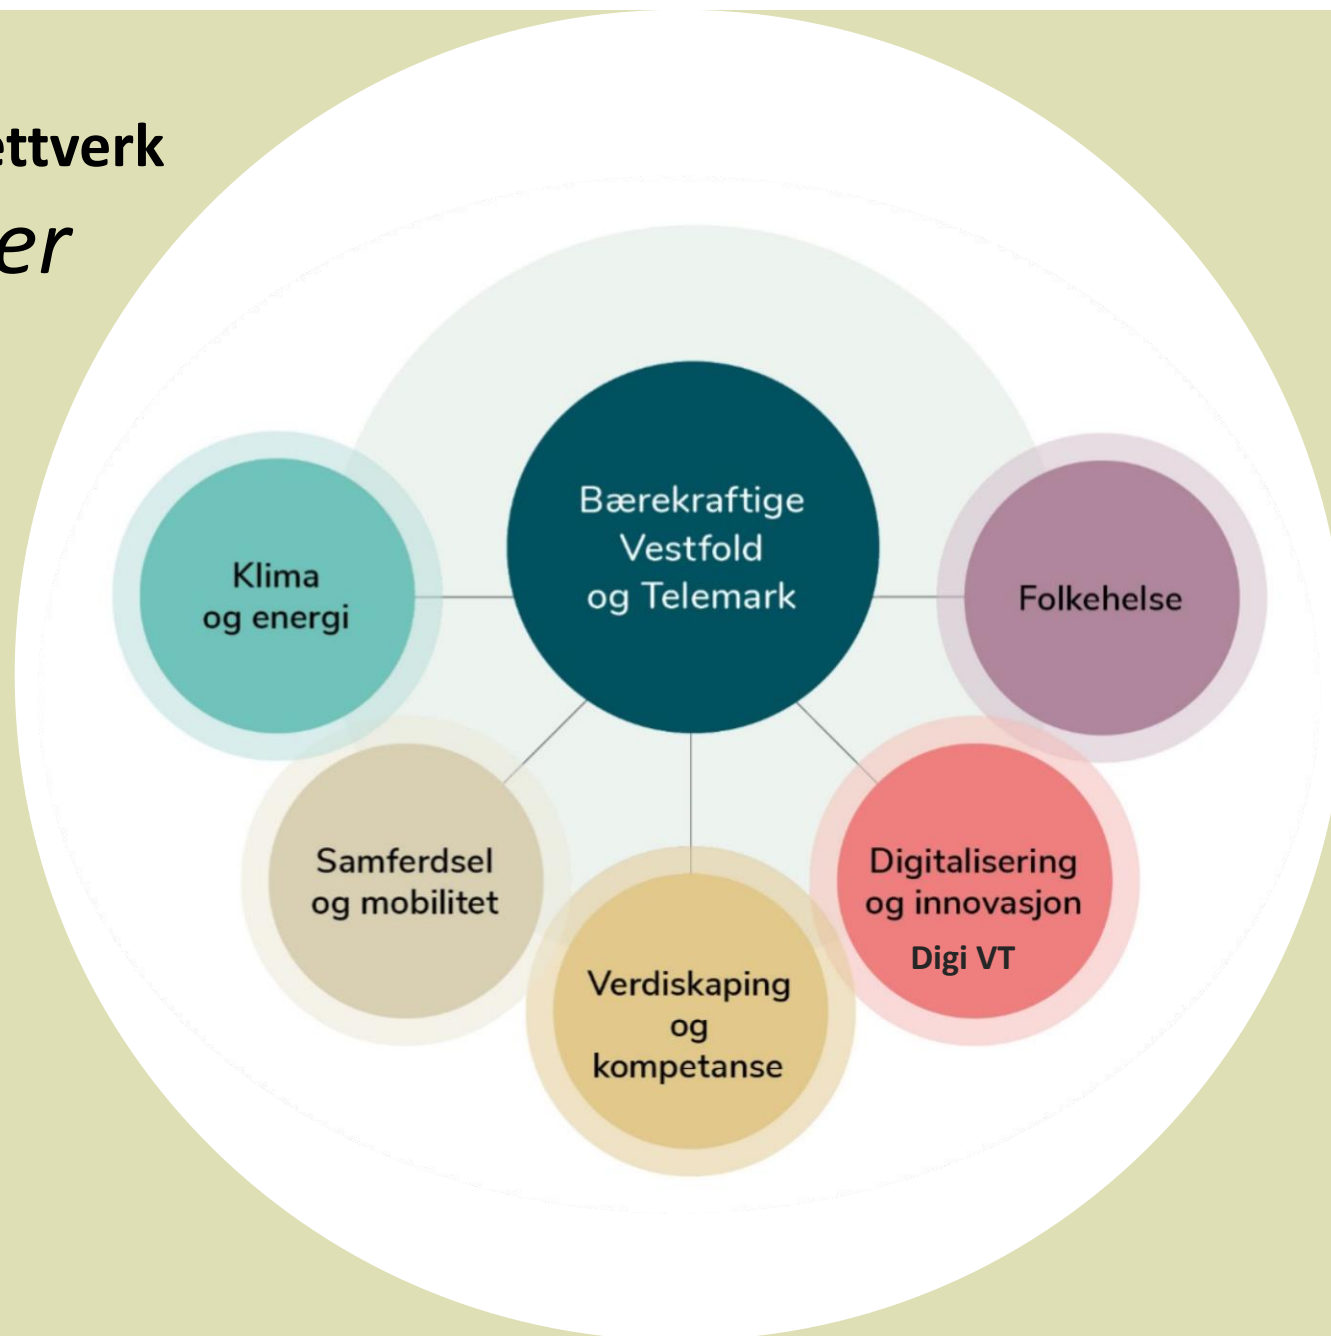 ettverk
er
Bærekraftige
Vestfold
og Telemark
Klima
og energi
Folkehelse
Samferdsel
og mobilitet
Digitalisering
og innovasjon
Digi VT
Verdiskaping
og
kompetanse